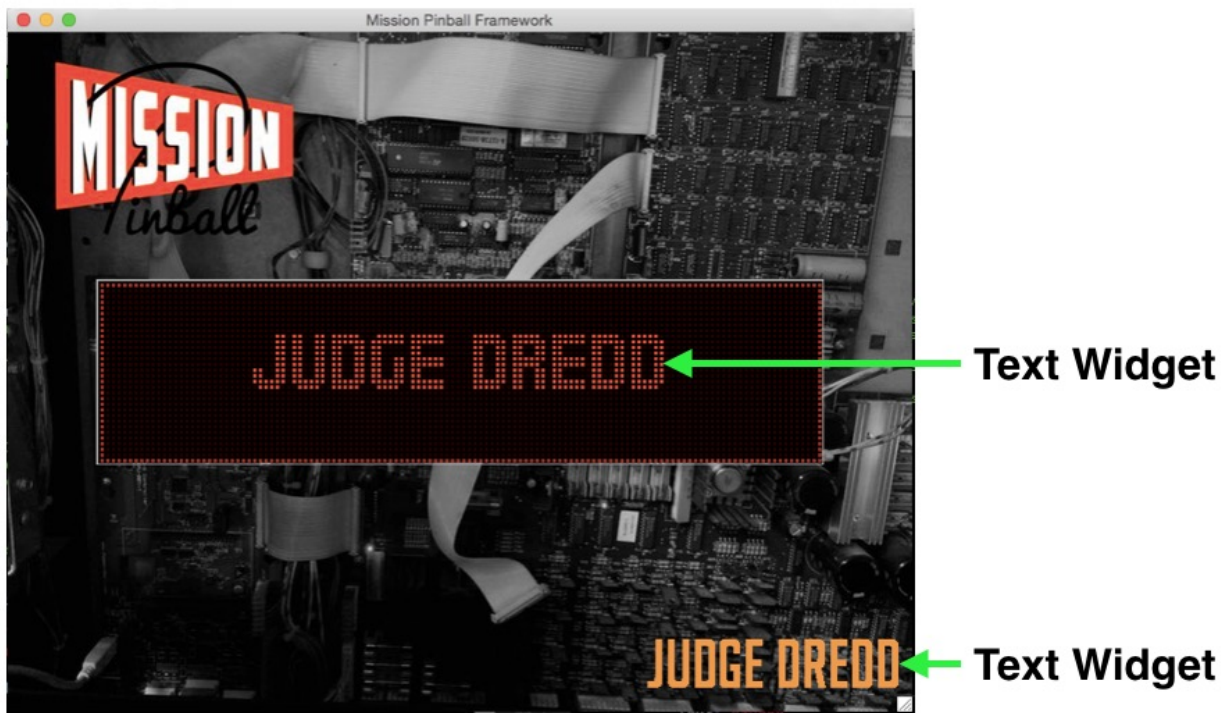 Mission Pinball Framework
MISSION
Pinball
JUDGE DREDD
Text Widget
JUDGE DREDD
Text Widget